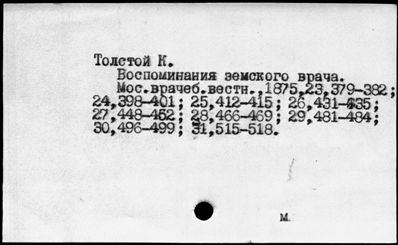 Толстой К.
Воспоминания земского врача.
Мос.врачеб.вестн.,1875,23,379-382;
24,398-401; 25,412-415; 26,431-435;
27,448-452; 28,466-469; 29,481-484;
30,496-499; 31,515-518.
м